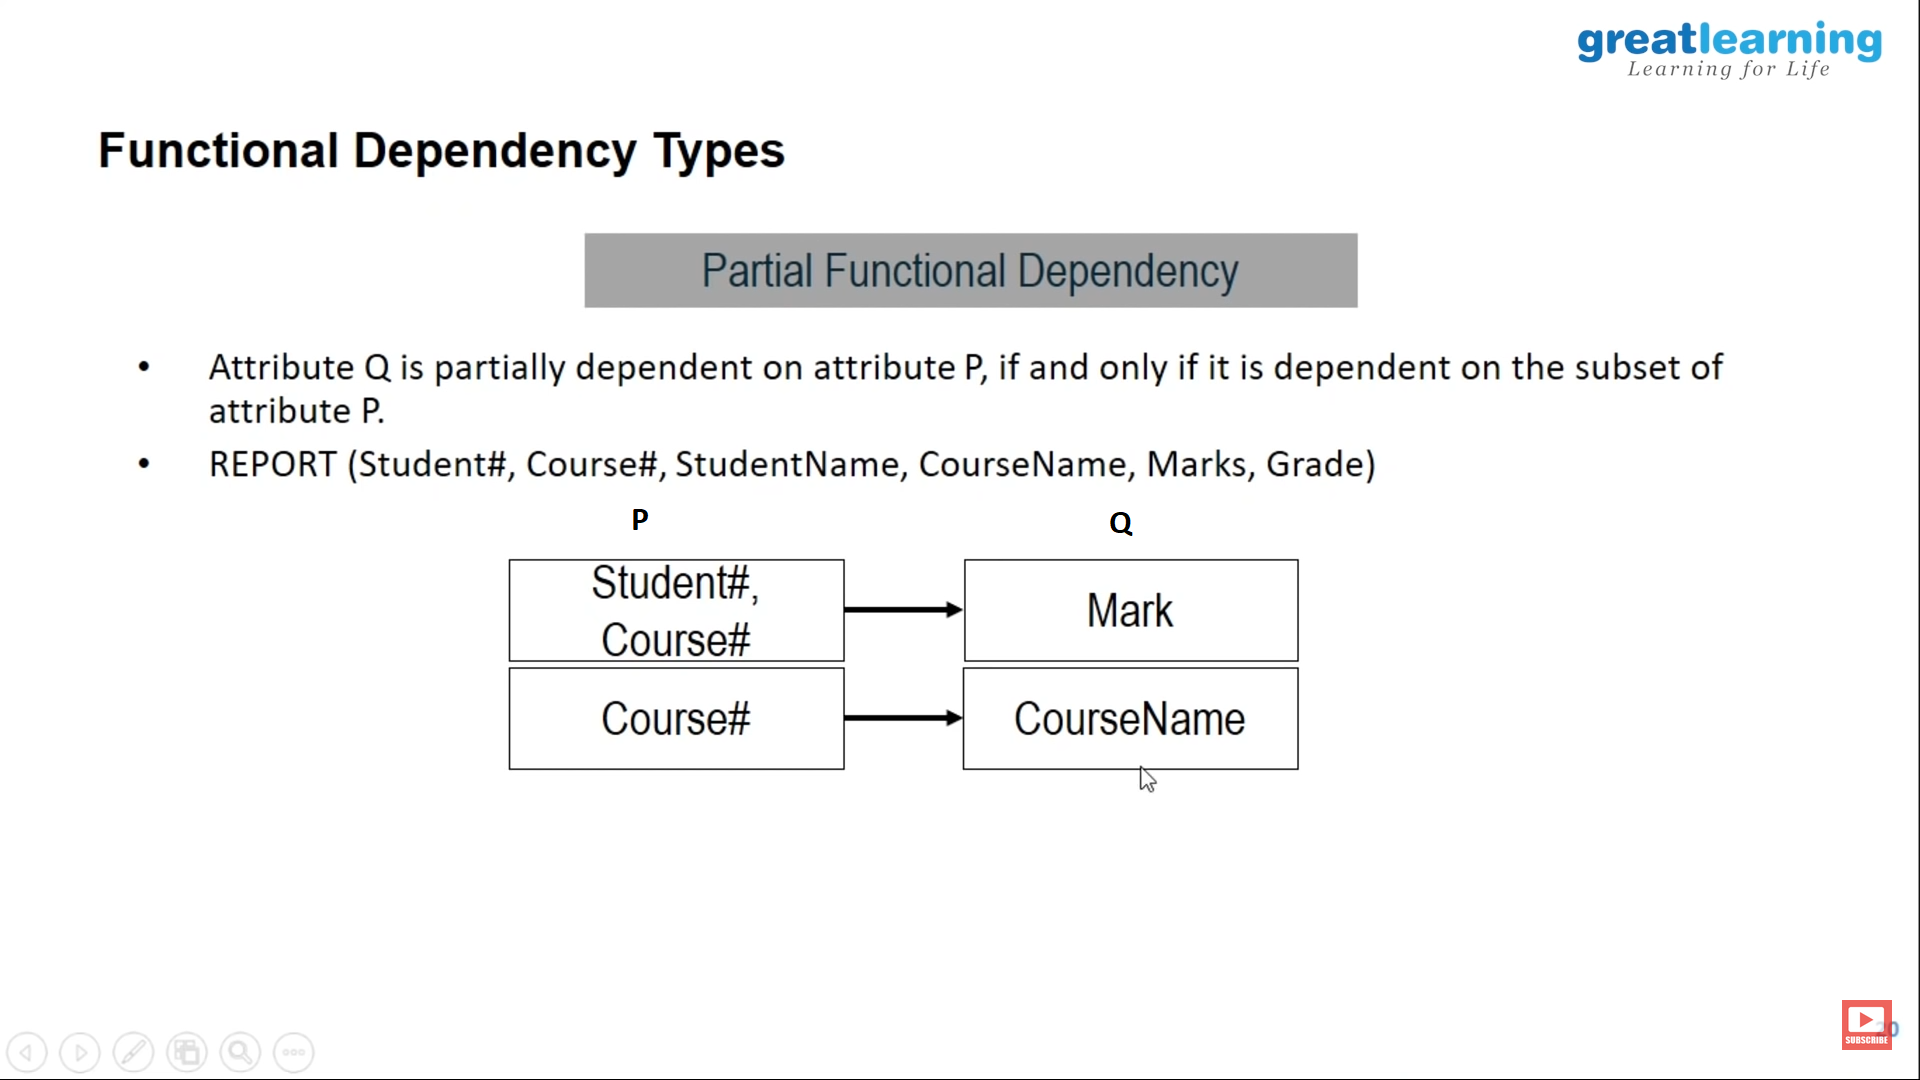 greatlearning
Learning for Life
Functional Dependency Types
Partial Functional Dependency
• Attribute Q is partially dependent on attribute P, if and only if it is dependent on the subset of
attribute P.
• REPORT (Student#, Course#, StudentName, CourseName, Marks, Grade)
P Q
Student#,
Course#
Mark
Course#
CourseName
SUBSCRIBE